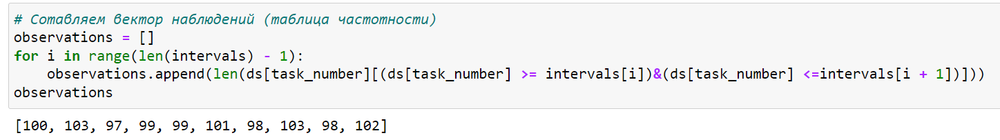 # Сотавляем вектор наблюдений (таблица частотности)
observations = []
for i in range(len(intervals) - 1):
    observations.append(len(ds[task_number][(ds[task_number] >= intervals[i])&(ds[task_number] <=intervals[i + 1])]))
observations
[100, 103, 97, 99, 99, 101, 98, 103, 98, 102]